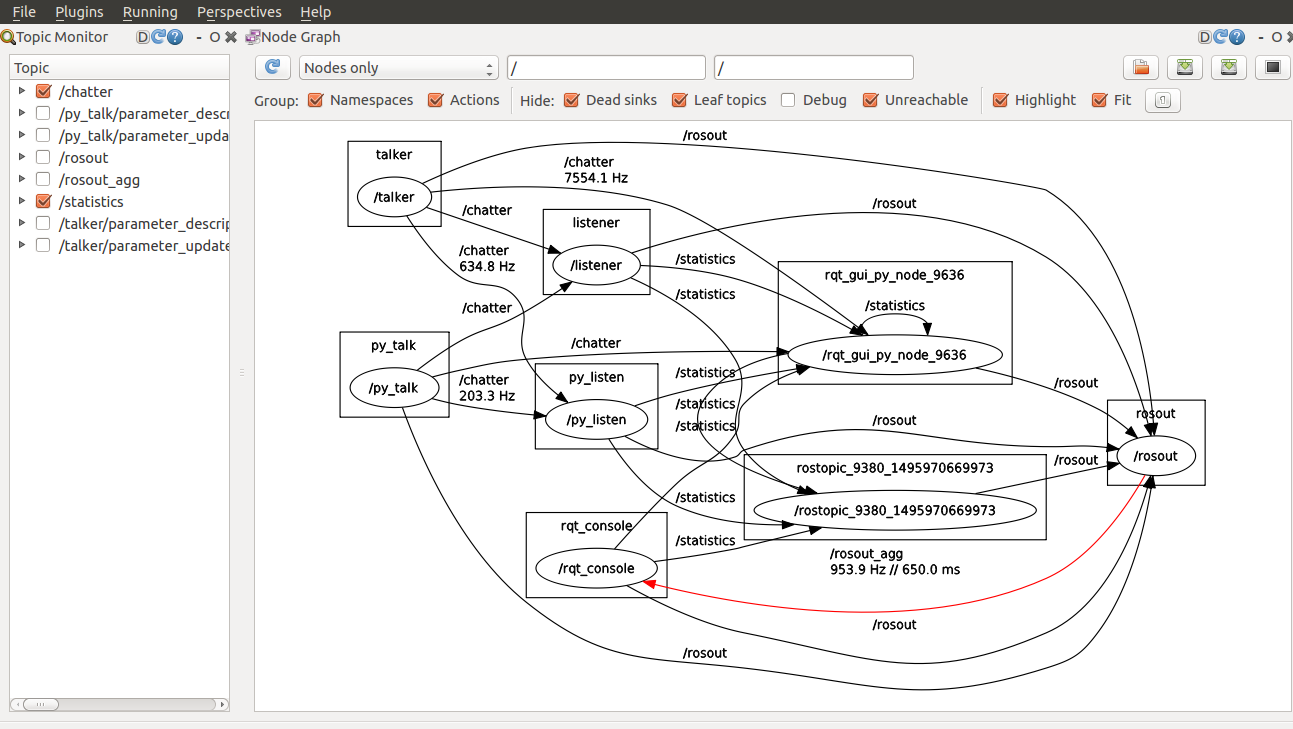 File Plugins Running Perspectives Help
Topic Monitor D - O
Node Graph D - O
Topic
/chatter
/py_talk/parameter_descr
/py_talk/parameter_upda
/rosout
/rosout_agg
/statistics
/talker/parameter_descrip
/talker/parameter_update
Nodes only / /
Group: Namespaces Actions Hide: Dead sinks Leaf topics Debug Unreachable Highlight Fit
/rosout
talker
/talker
/chatter
7554.1 Hz
/chatter
/rosout
listener
/listener
/chatter
634.8 Hz
/statistics
/statistics
rqt_gui_py_node_9636
/statistics
/rqt_gui_py_node_9636
/chatter
py_talk
/py_talk
/chatter
/chatter
203.3 Hz
py_listen
/py_listen
/statistics
/statistics
/statistics
/rosout
/rosout
rosout
/rosout
/rosout
rostopic_9380_1495970669973
/rostopic_9380_1495970669973
/statistics
/statistics
rqt_console
/rqt_console
/rosout_agg
953.9 Hz // 650.0 ms
/rosout
/rosout